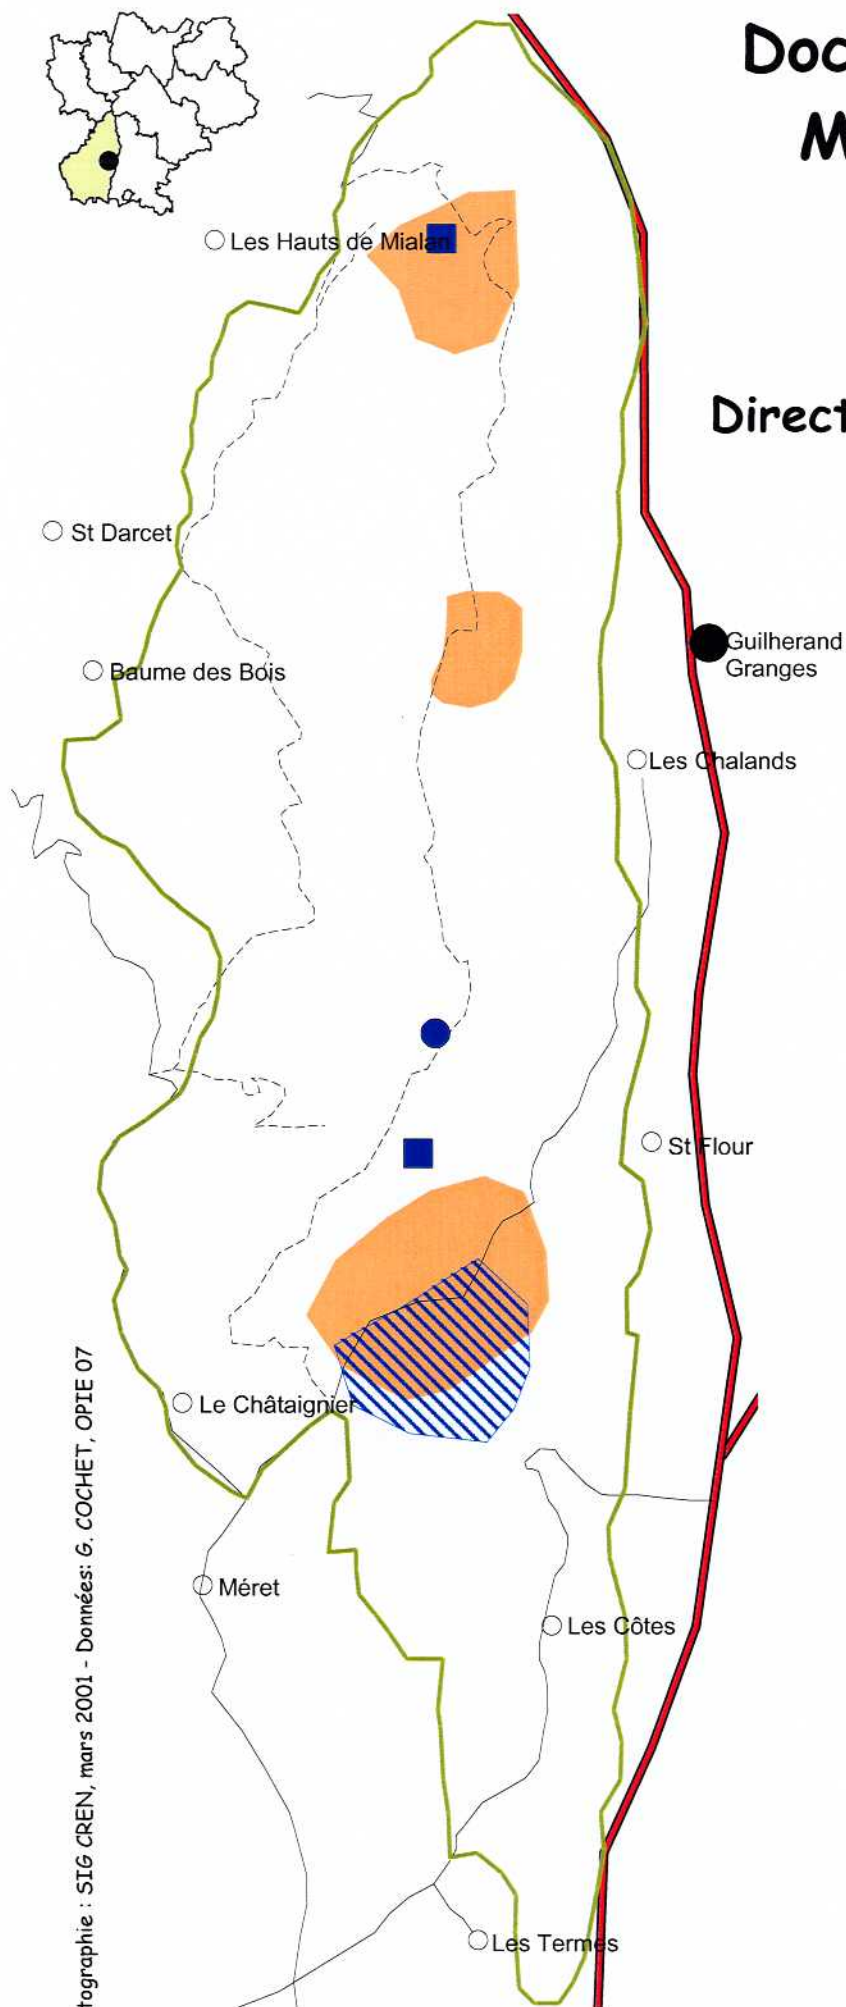 Doc
M
Les Hauts de Mialan
Direct
St Darcet
Guilherand
Granges
Baume des Bois
Les Chalands
St Flour
Le Châtaignier
Méret
Les Côtes
Les Termes
tographie : SIG CREN, mars 2001 - Données: G. COCHET, OPIE 07